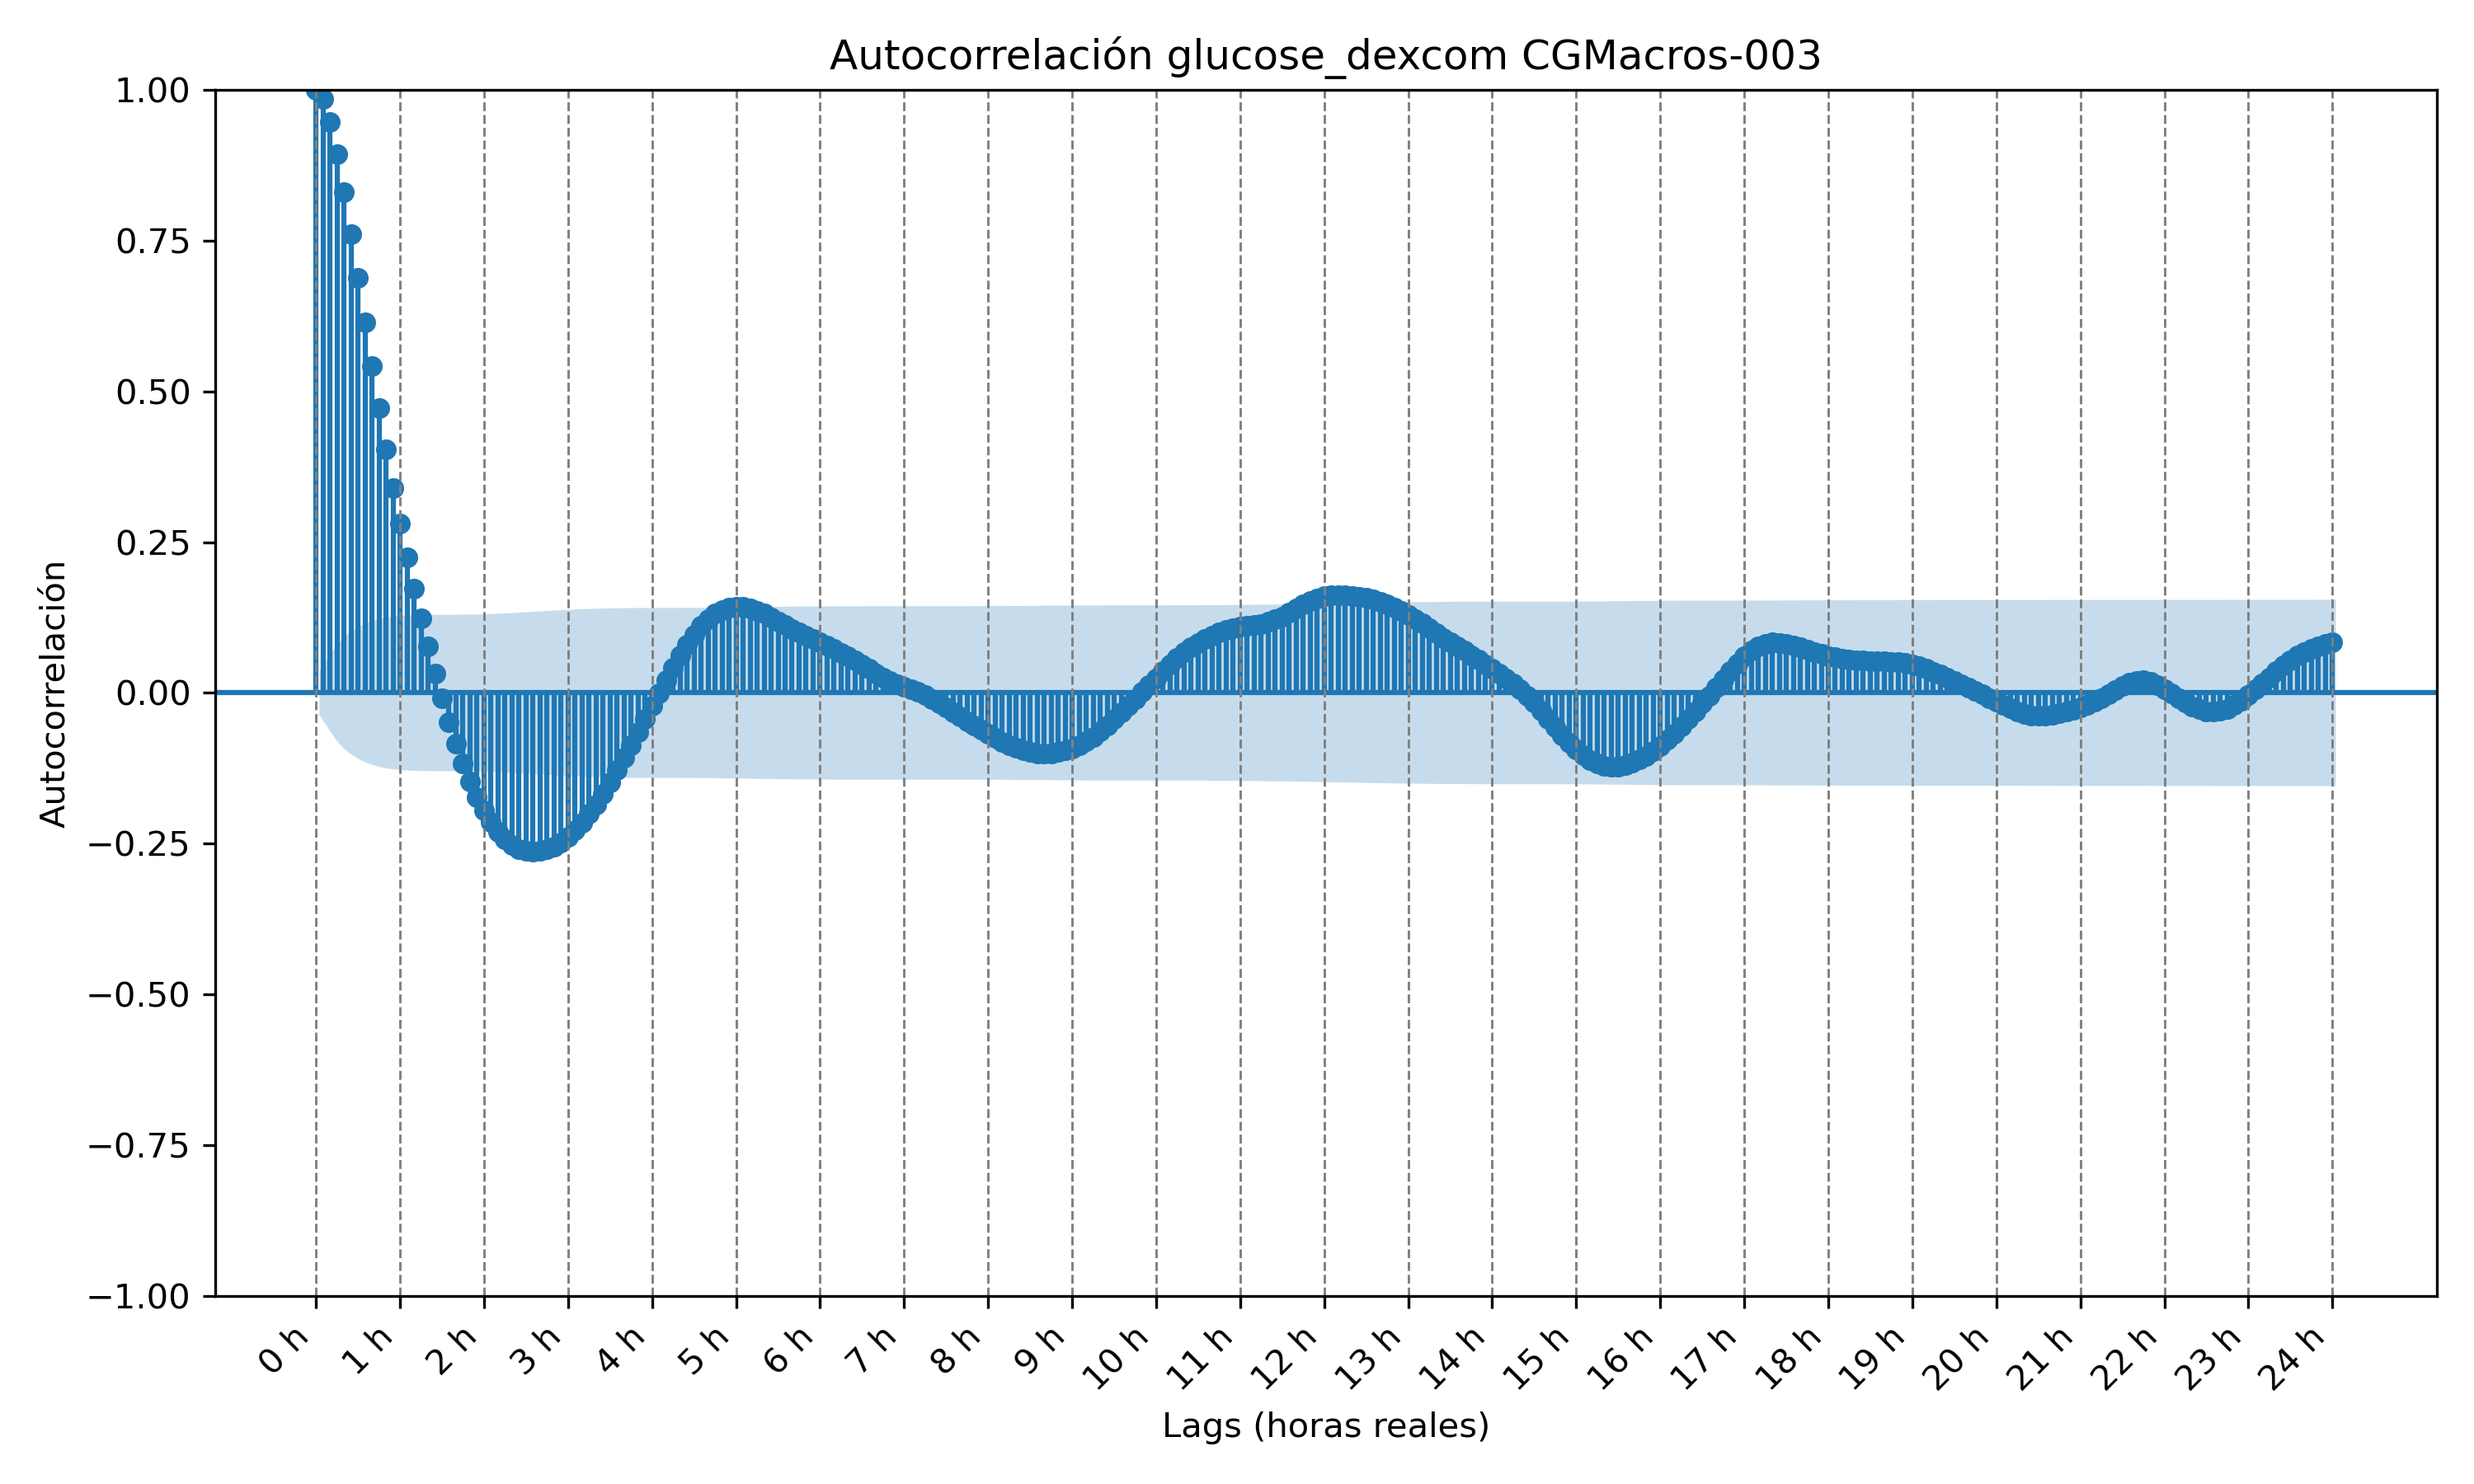 Autocorrelación glucose_dexcom CGMacros-003
1.00
0.75
0.50
0.25
0.00
−0.25
−0.50
−0.75
−1.00
Autocorrelación
0 h
1 h
2 h
3 h
4 h
5 h
6 h
7 h
8 h
9 h
10 h
11 h
12 h
13 h
14 h
15 h
16 h
17 h
18 h
19 h
20 h
21 h
22 h
23 h
24 h
Lags (horas reales)